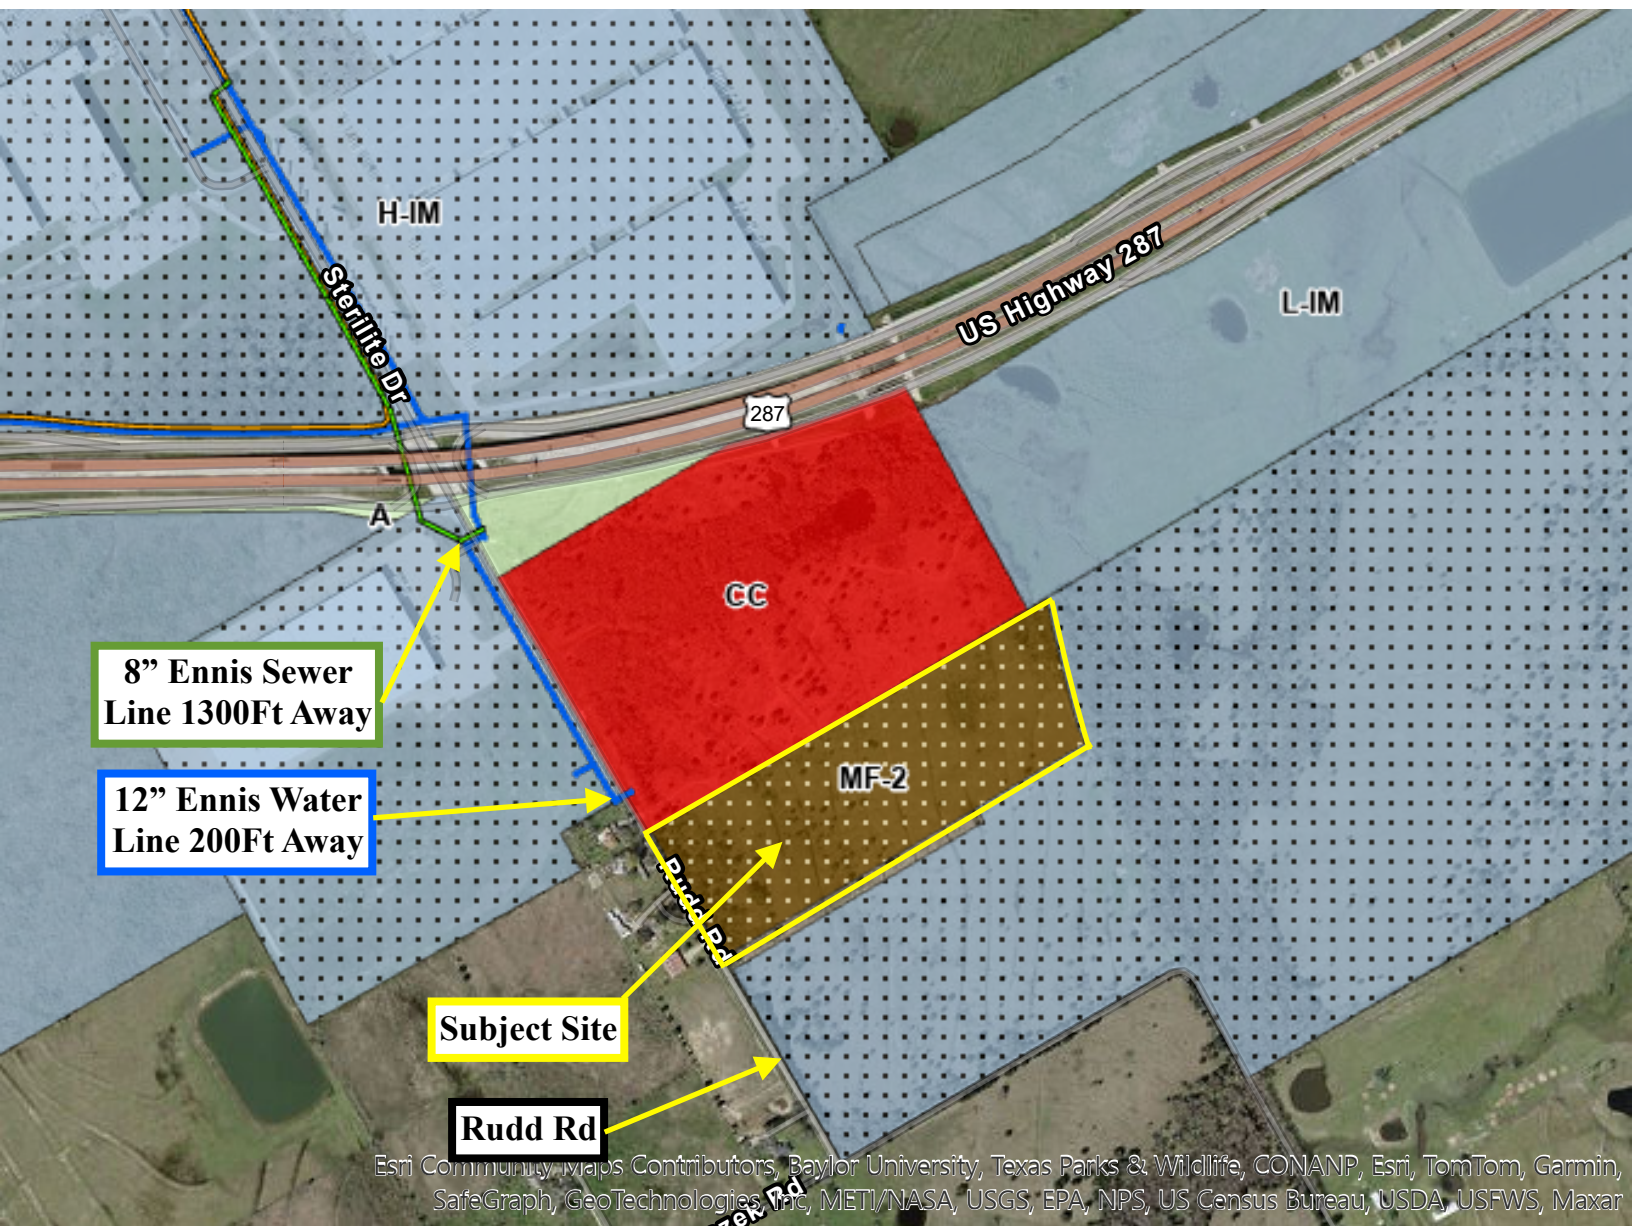 H-IM
Sterilite Dr
US Highway 287
L-IM
287
A
CC
8” Ennis Sewer
Line 1300Ft Away
MF-2
12” Ennis Water
Line 200Ft Away
Rudd Rd
Subject Site
Rudd Rd
Esri Community Maps Contributors, Baylor University, Texas Parks & Wildlife, CONANP, Esri, TomTom, Garmin,
SafeGraph, GeoTechnologies, Inc, METI/NASA, USGS, EPA, NPS, US Census Bureau, USDA, USFWS, Maxar
zek Rd